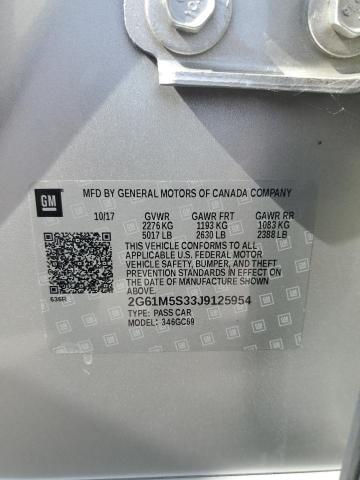 GM MFD BY GENERAL MOTORS OF CANADA COMPANY
10/17 GVWR GAWR FRT GAWR RR
2276 KG 1193 KG 1083 KG
5017 LB 2630 LB 2388 LB
THIS VEHICLE CONFORMS TO ALL
APPLICABLE U.S. FEDERAL MOTOR
VEHICLE SAFETY, BUMPER, AND THEFT
PREVENTION STANDARDS IN EFFECT ON
THE DATE OF MANUFACTURE SHOWN
ABOVE.
636R 2G61M5S33J9125954
TYPE: PASS CAR
MODEL: 346GC69